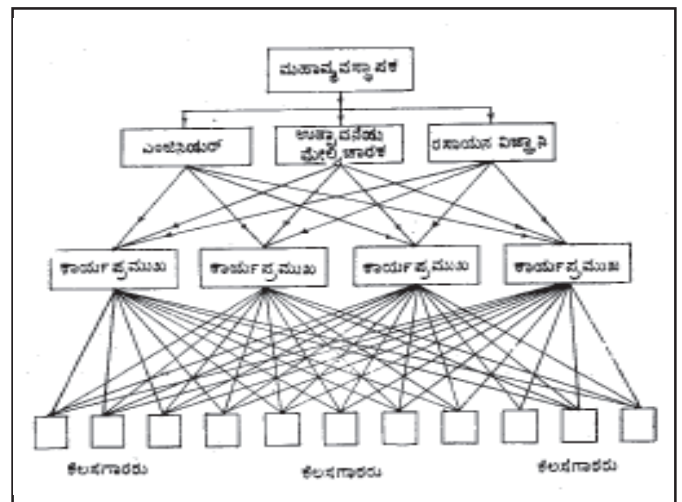 ಮಹಾವ್ಯವಸ್ಥಾಪಕ
ಎಂಜಿನಿಯರ್
ಉತ್ಪಾದನೆಯ
ಮೇಲ್ವಿಚಾರಕ
ರಸಾಯನ ವಿಜ್ಞಾನಿ
ಕಾರ್ಯಪ್ರಮುಖ
ಕಾರ್ಯಪ್ರಮುಖ
ಕಾರ್ಯಪ್ರಮುಖ
ಕಾರ್ಯಪ್ರಮುಖ
ಕೆಲಸಗಾರರು
ಕೆಲಸಗಾರರು
ಕೆಲಸಗಾರರು